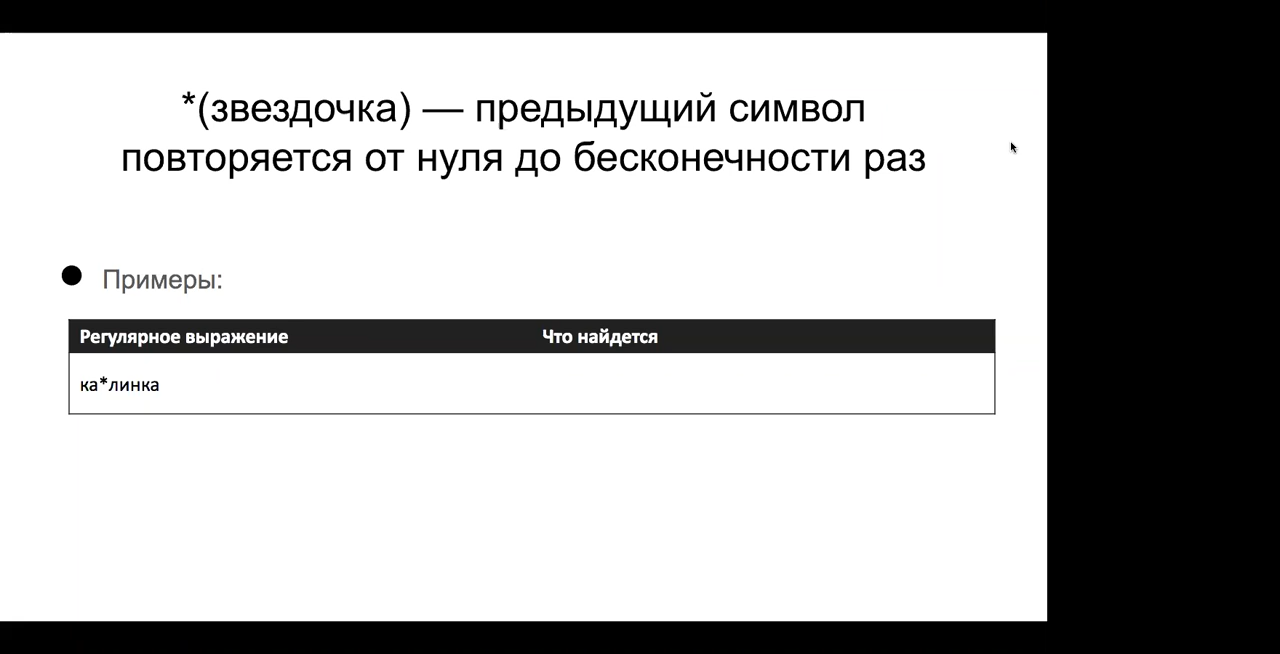 *(звездочка) — предыдущий символ
повторяется от нуля до бесконечности раз
Примеры:
Регулярное выражение Что найдется
ка*линка